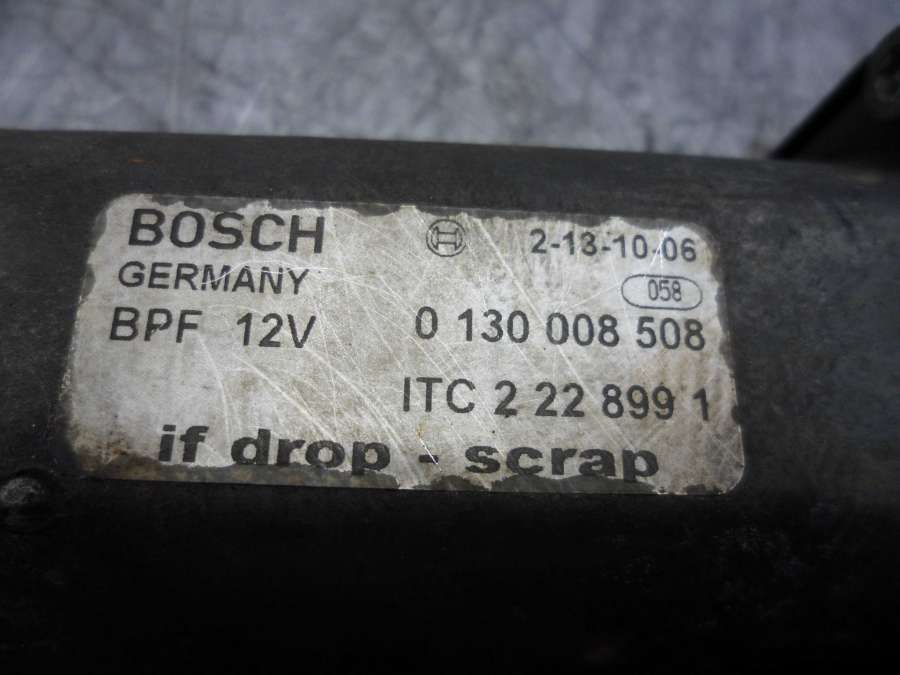 BOSCH 2-13-10-06
GERMANY 058
BPF 12V 0 130 008 508
ITC 2 22 899 1
if drop - scrap